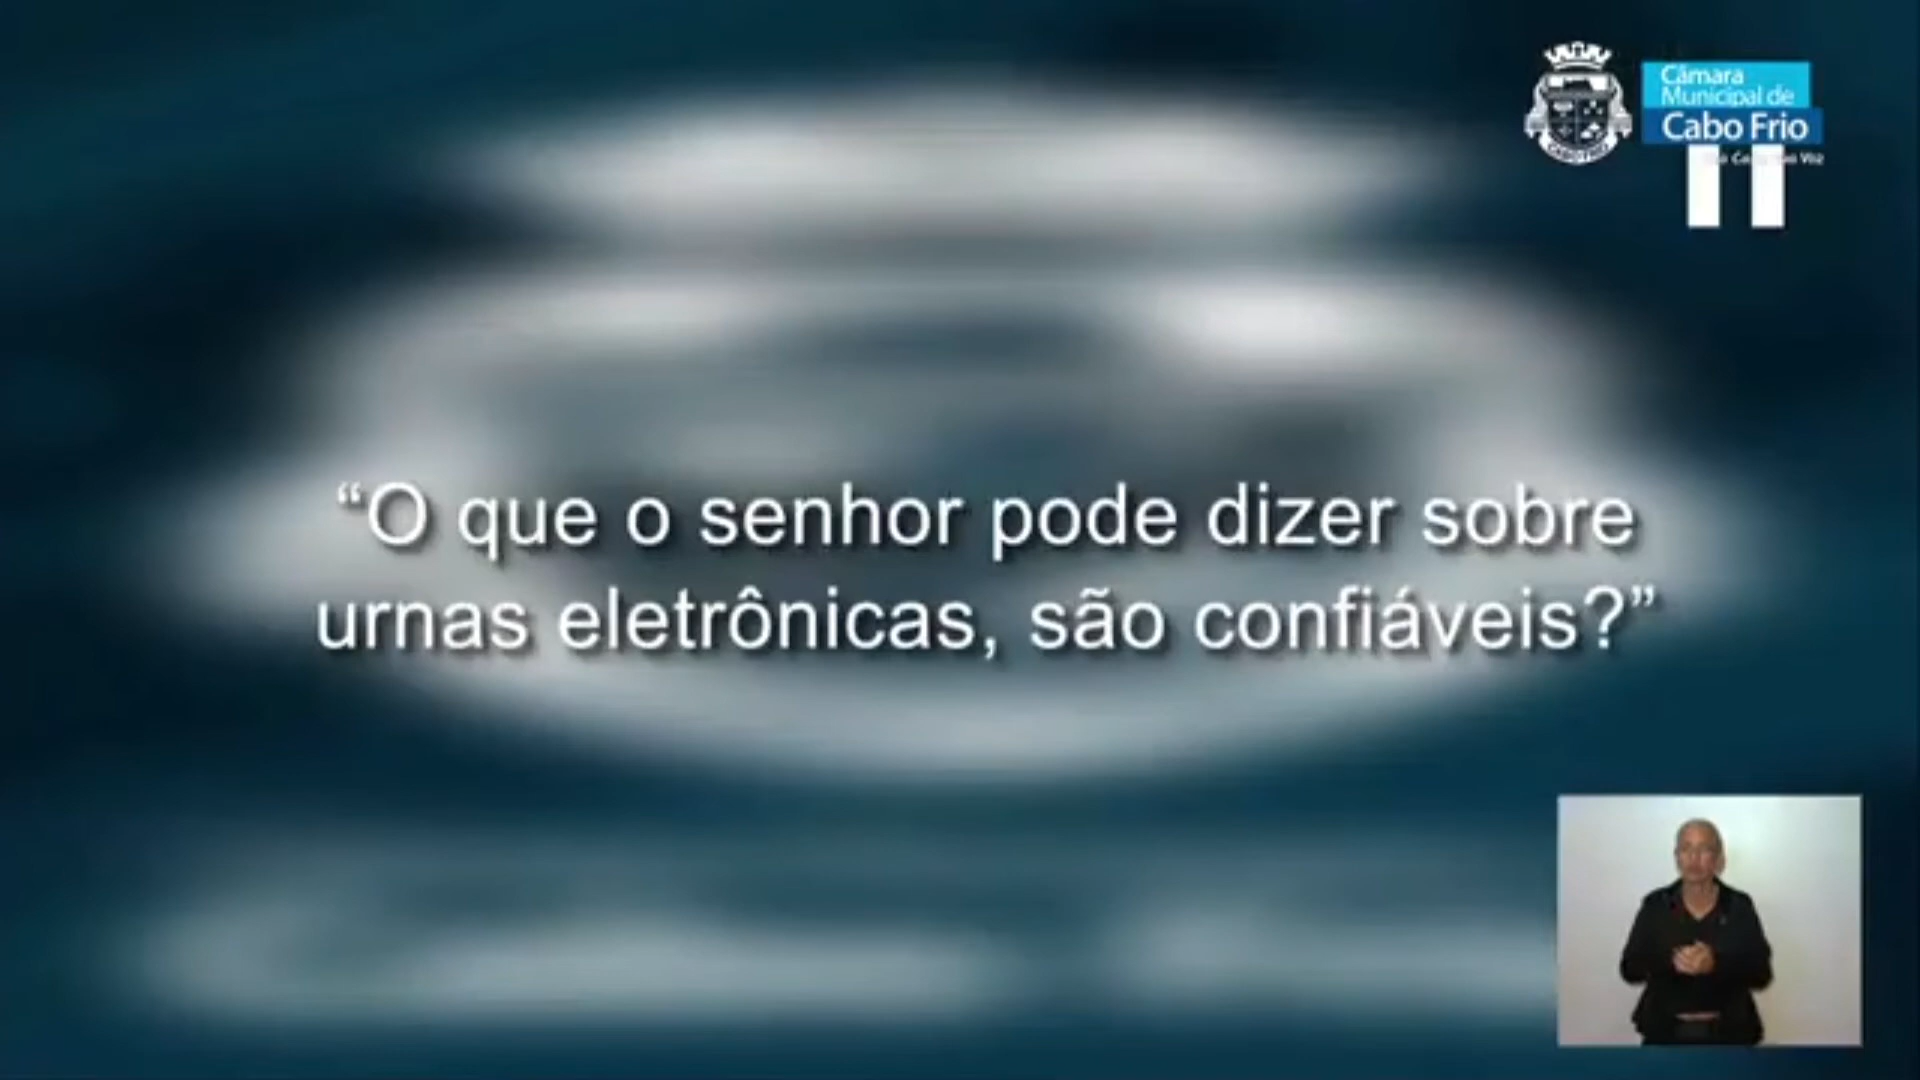 Câmara
Municipal de
Cabo Frio
“O que o senhor pode dizer sobre
urnas eletrônicas, são confiáveis?”